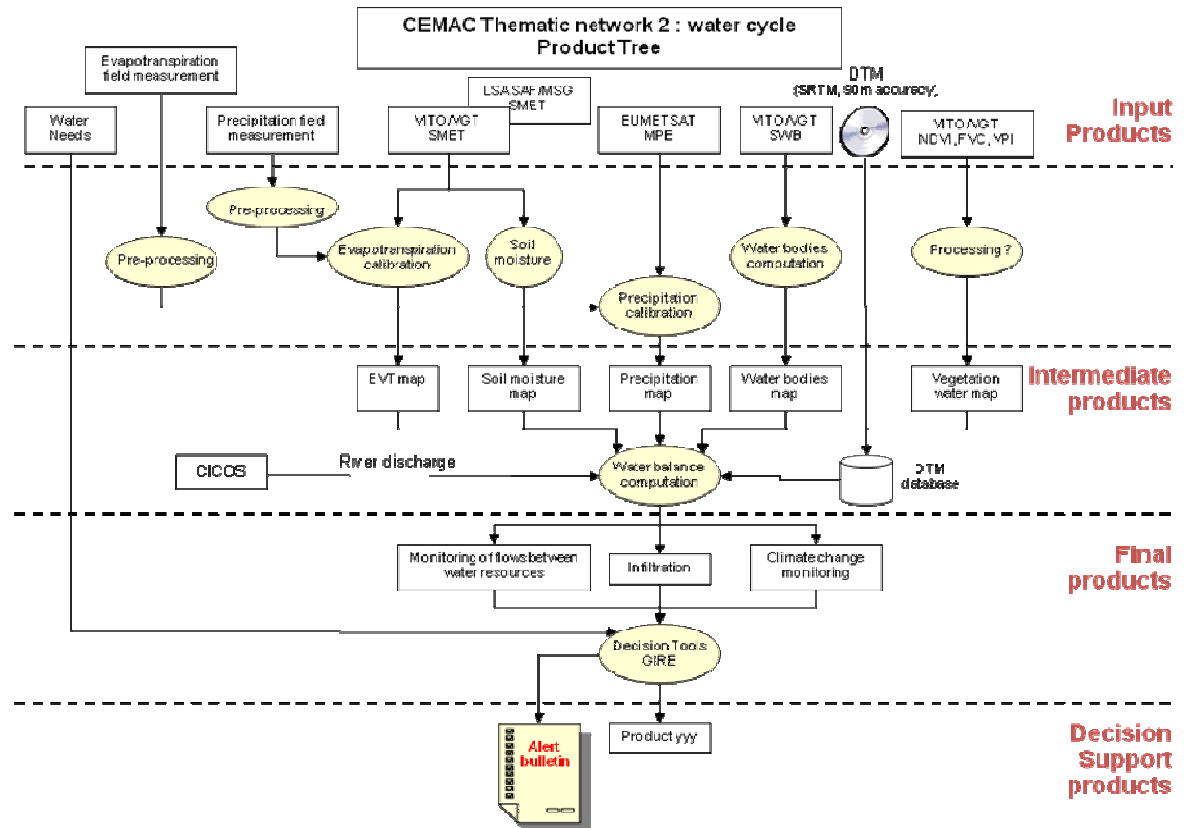 CEMAC Thematic network 2 : water cycle
Product Tree
Evapotranspiration
field measurement
DTM
(SRTM, 90m accuracy)
LSA SAF/MSG
SMET
Water
Needs
Precipitation field
measurement
VITO/VGT
SMET
EUMETSAT
MPE
VITO/VGT
SWB
VITO/VGT
NDVI, FVC, VPI
Input
Products
Pre-processing
Pre-processing
Evapotranspiration
calibration
Soil
moisture
Water bodies
computation
Processing ?
Precipitation
calibration
EVT map
Soil moisture
map
Precipitation
map
Water bodies
map
Vegetation
water map
Intermediate
products
CICOS
River discharge
Water balance
computation
DTM
database
Monitoring of flows between
water resources
Infiltration
Climate change
monitoring
Final
products
Decision Tools
GIRE
Alert
bulletin
Product yyy
Decision
Support
products